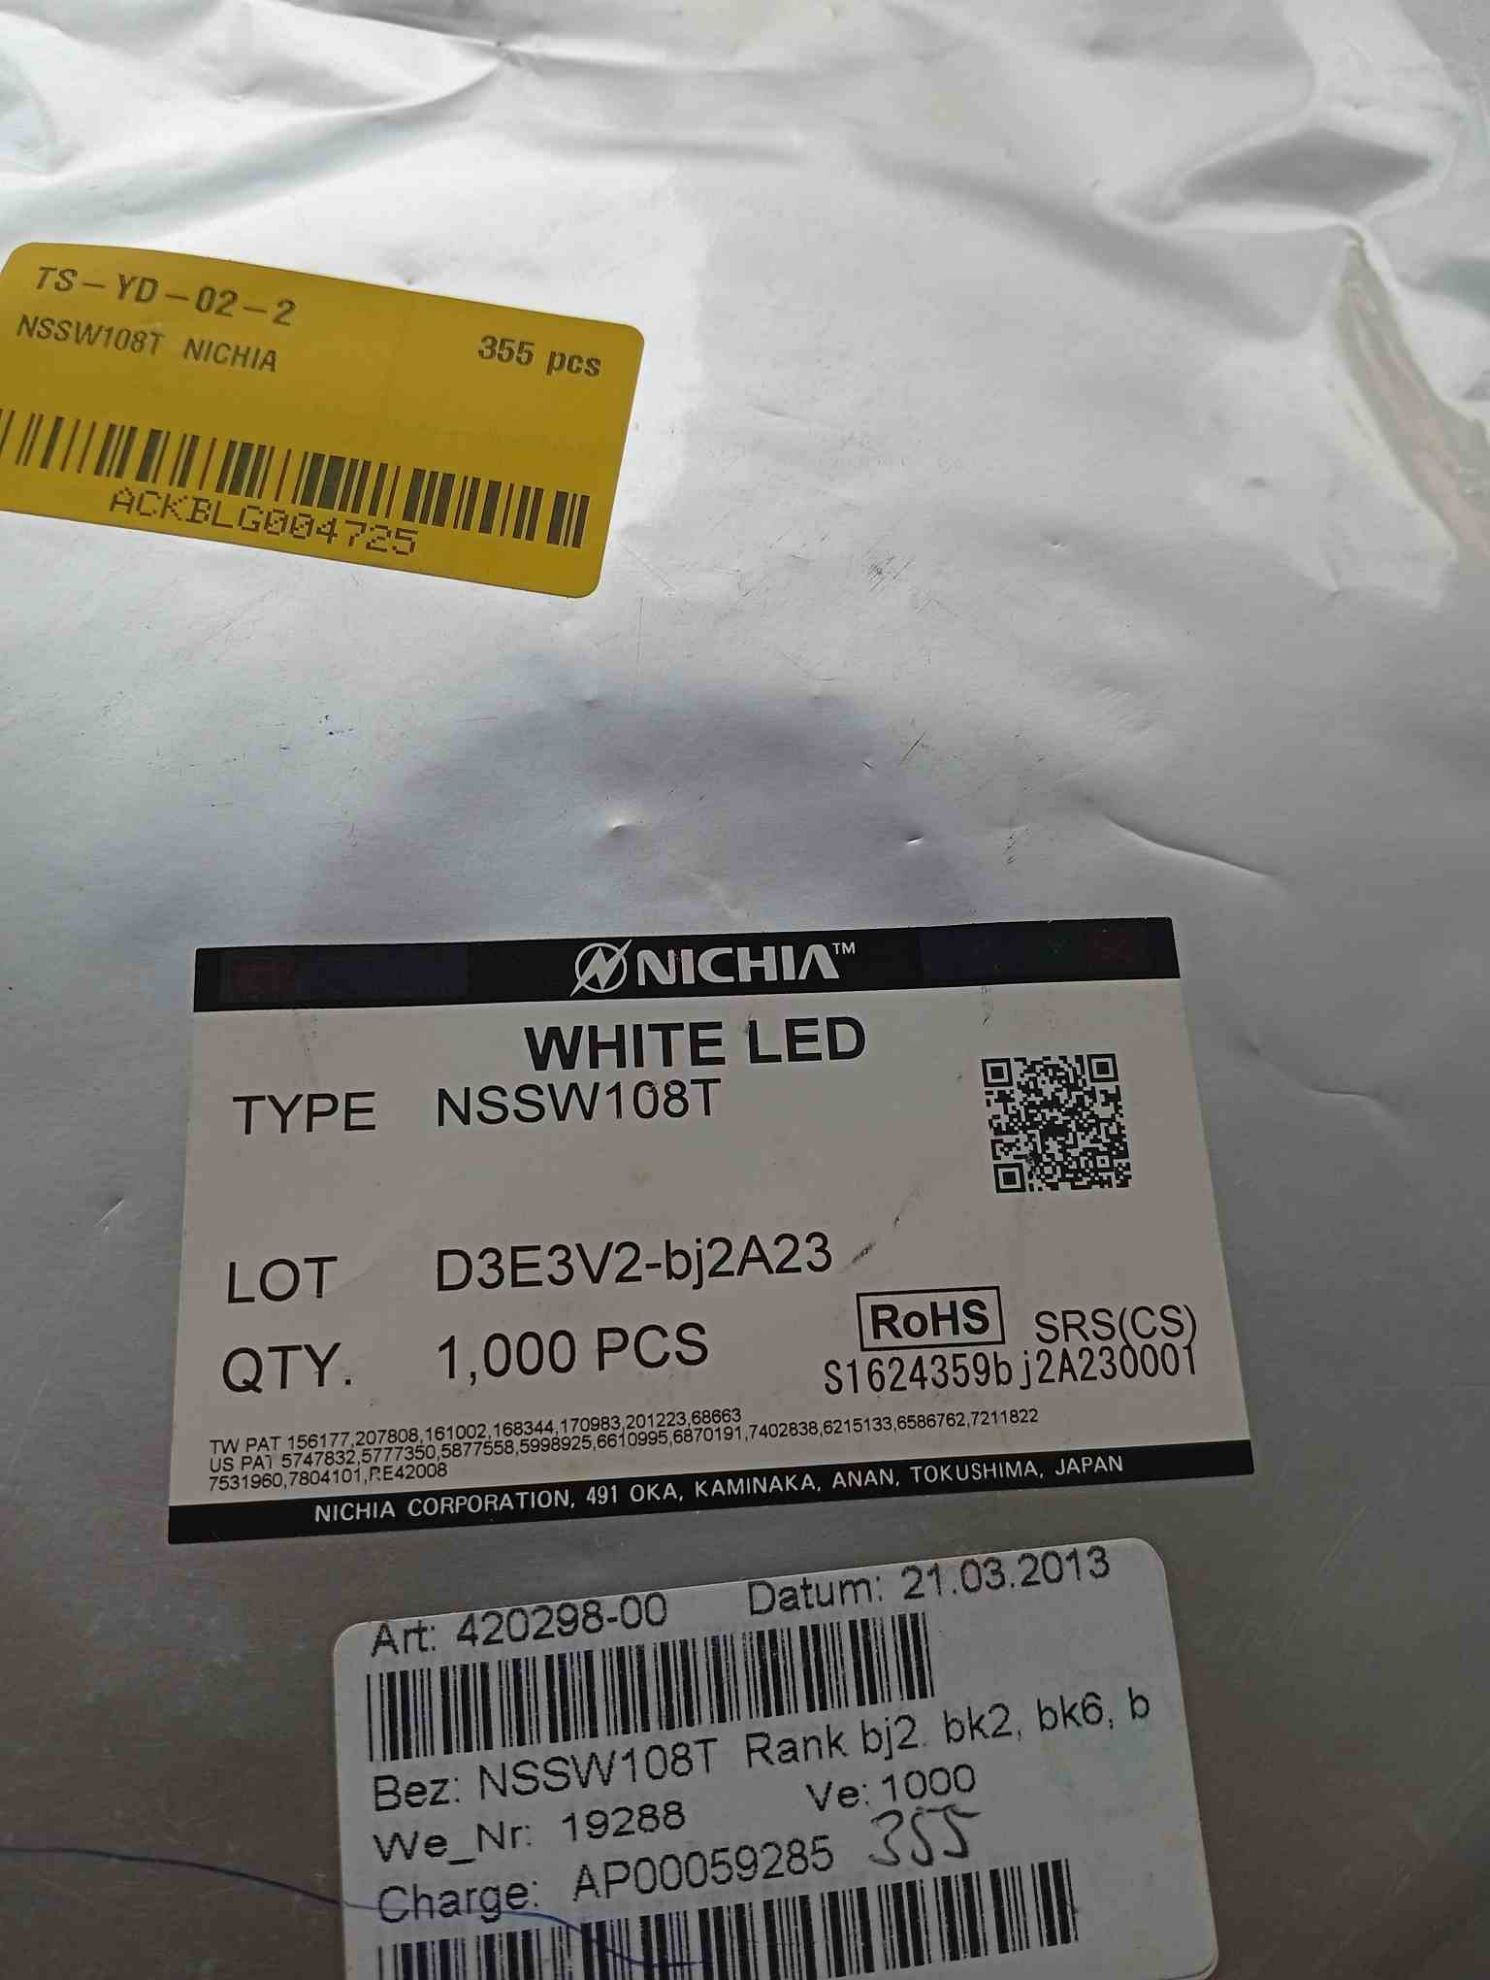 TS-YD-02-2
NSSW108T NICHIA 355 pcs
ACKBLG004725
NICHIA™
WHITE LED
TYPE NSSW108T
LOT D3E3V2-bj2A23
QTY. 1,000 PCS
RoHS SRS(CS)
S1624359bj2A230001
TW PAT 156177,207808,161002,168344,170983,201223,68663
US PAT 5747832,5777350,5877558,5998925,6610995,6870191,7402838,6215133,6586762,7211822
7531960,7804101,RE42008
NICHIA CORPORATION, 491 OKA, KAMINAKA, ANAN, TOKUSHIMA, JAPAN
Art: 420298-00 Datum: 21.03.2013
Bez: NSSW108T Rank bj2. bk2, bk6, b
We_Nr: 19288 Ve: 1000
Charge: AP00059285 355